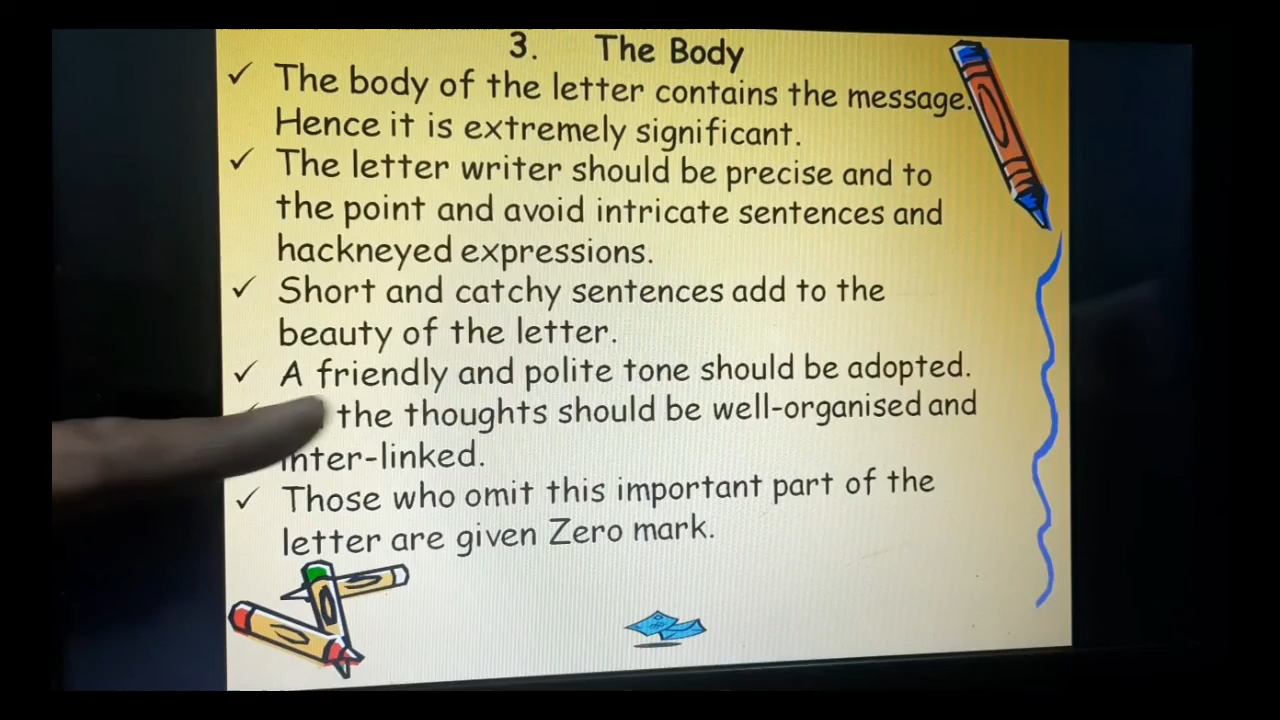 3. The Body
✓ The body of the letter contains the message.
Hence it is extremely significant.
✓ The letter writer should be precise and to
the point and avoid intricate sentences and
hackneyed expressions.
✓ Short and catchy sentences add to the
beauty of the letter.
✓ A friendly and polite tone should be adopted.
the thoughts should be well-organised and
inter-linked.
✓ Those who omit this important part of the
letter are given Zero mark.